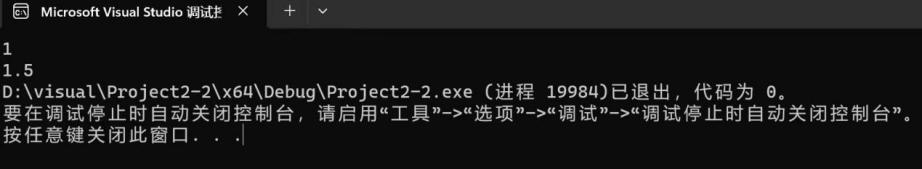 Microsoft Visual Studio 调试控
1
1.5
D:\visual\Project2-2\x64\Debug\Project2-2.exe (进程 19984)已退出，代码为 0。
要在调试停止时自动关闭控制台，请启用“工具”->“选项”->“调试”->“调试停止时自动关闭控制台”。
按任意键关闭此窗口. . .